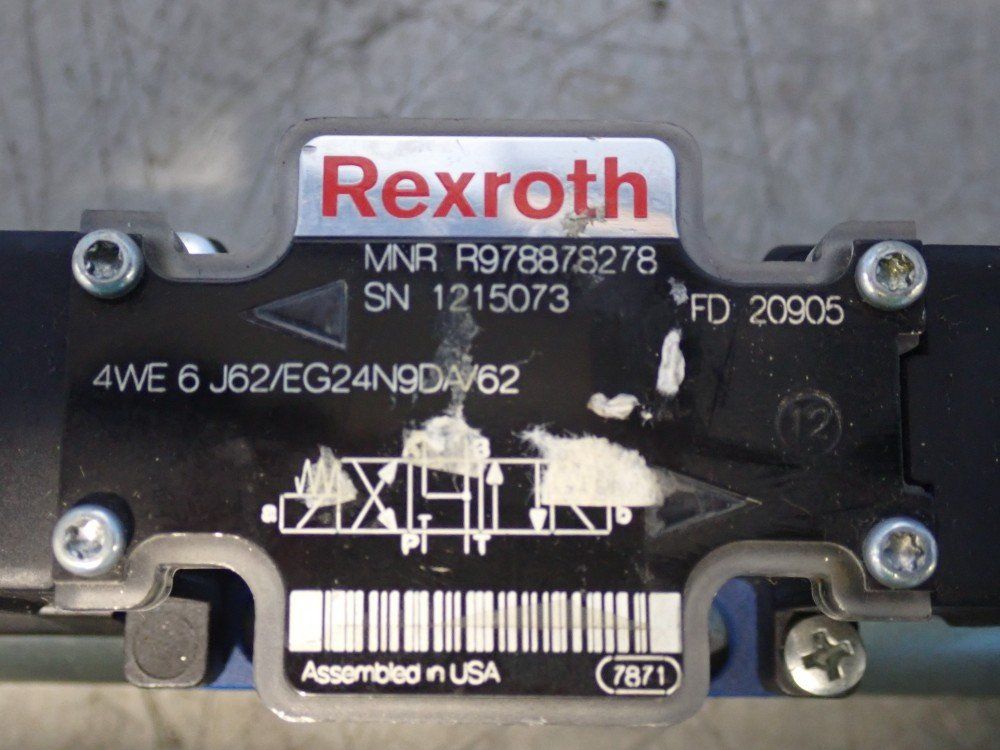 Rexroth
MNR R978878278
SN 1215073
FD 20905
4WE 6 J62/EG24N9DA/62
12
A B
a b
P T
Assembled in USA
7871